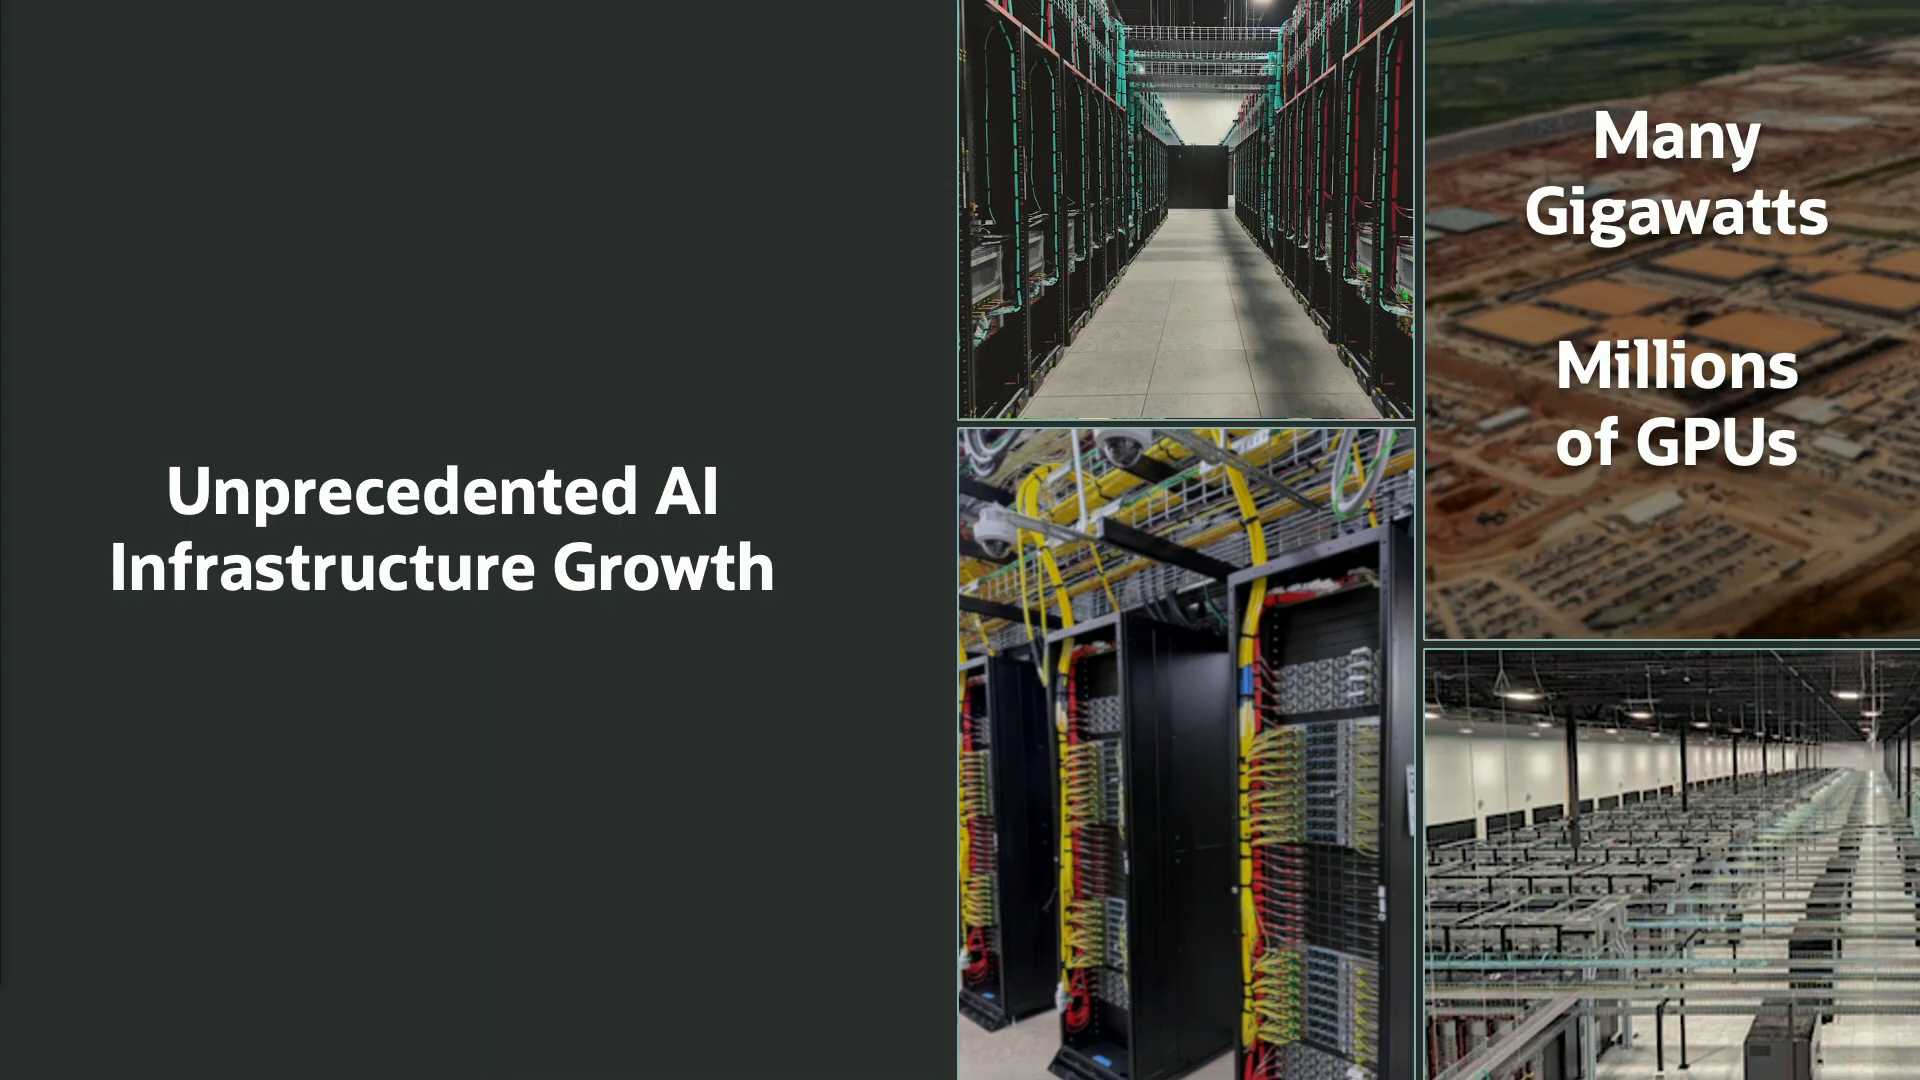 Unprecedented AI
Infrastructure Growth
Many
Gigawatts
Millions
of GPUs